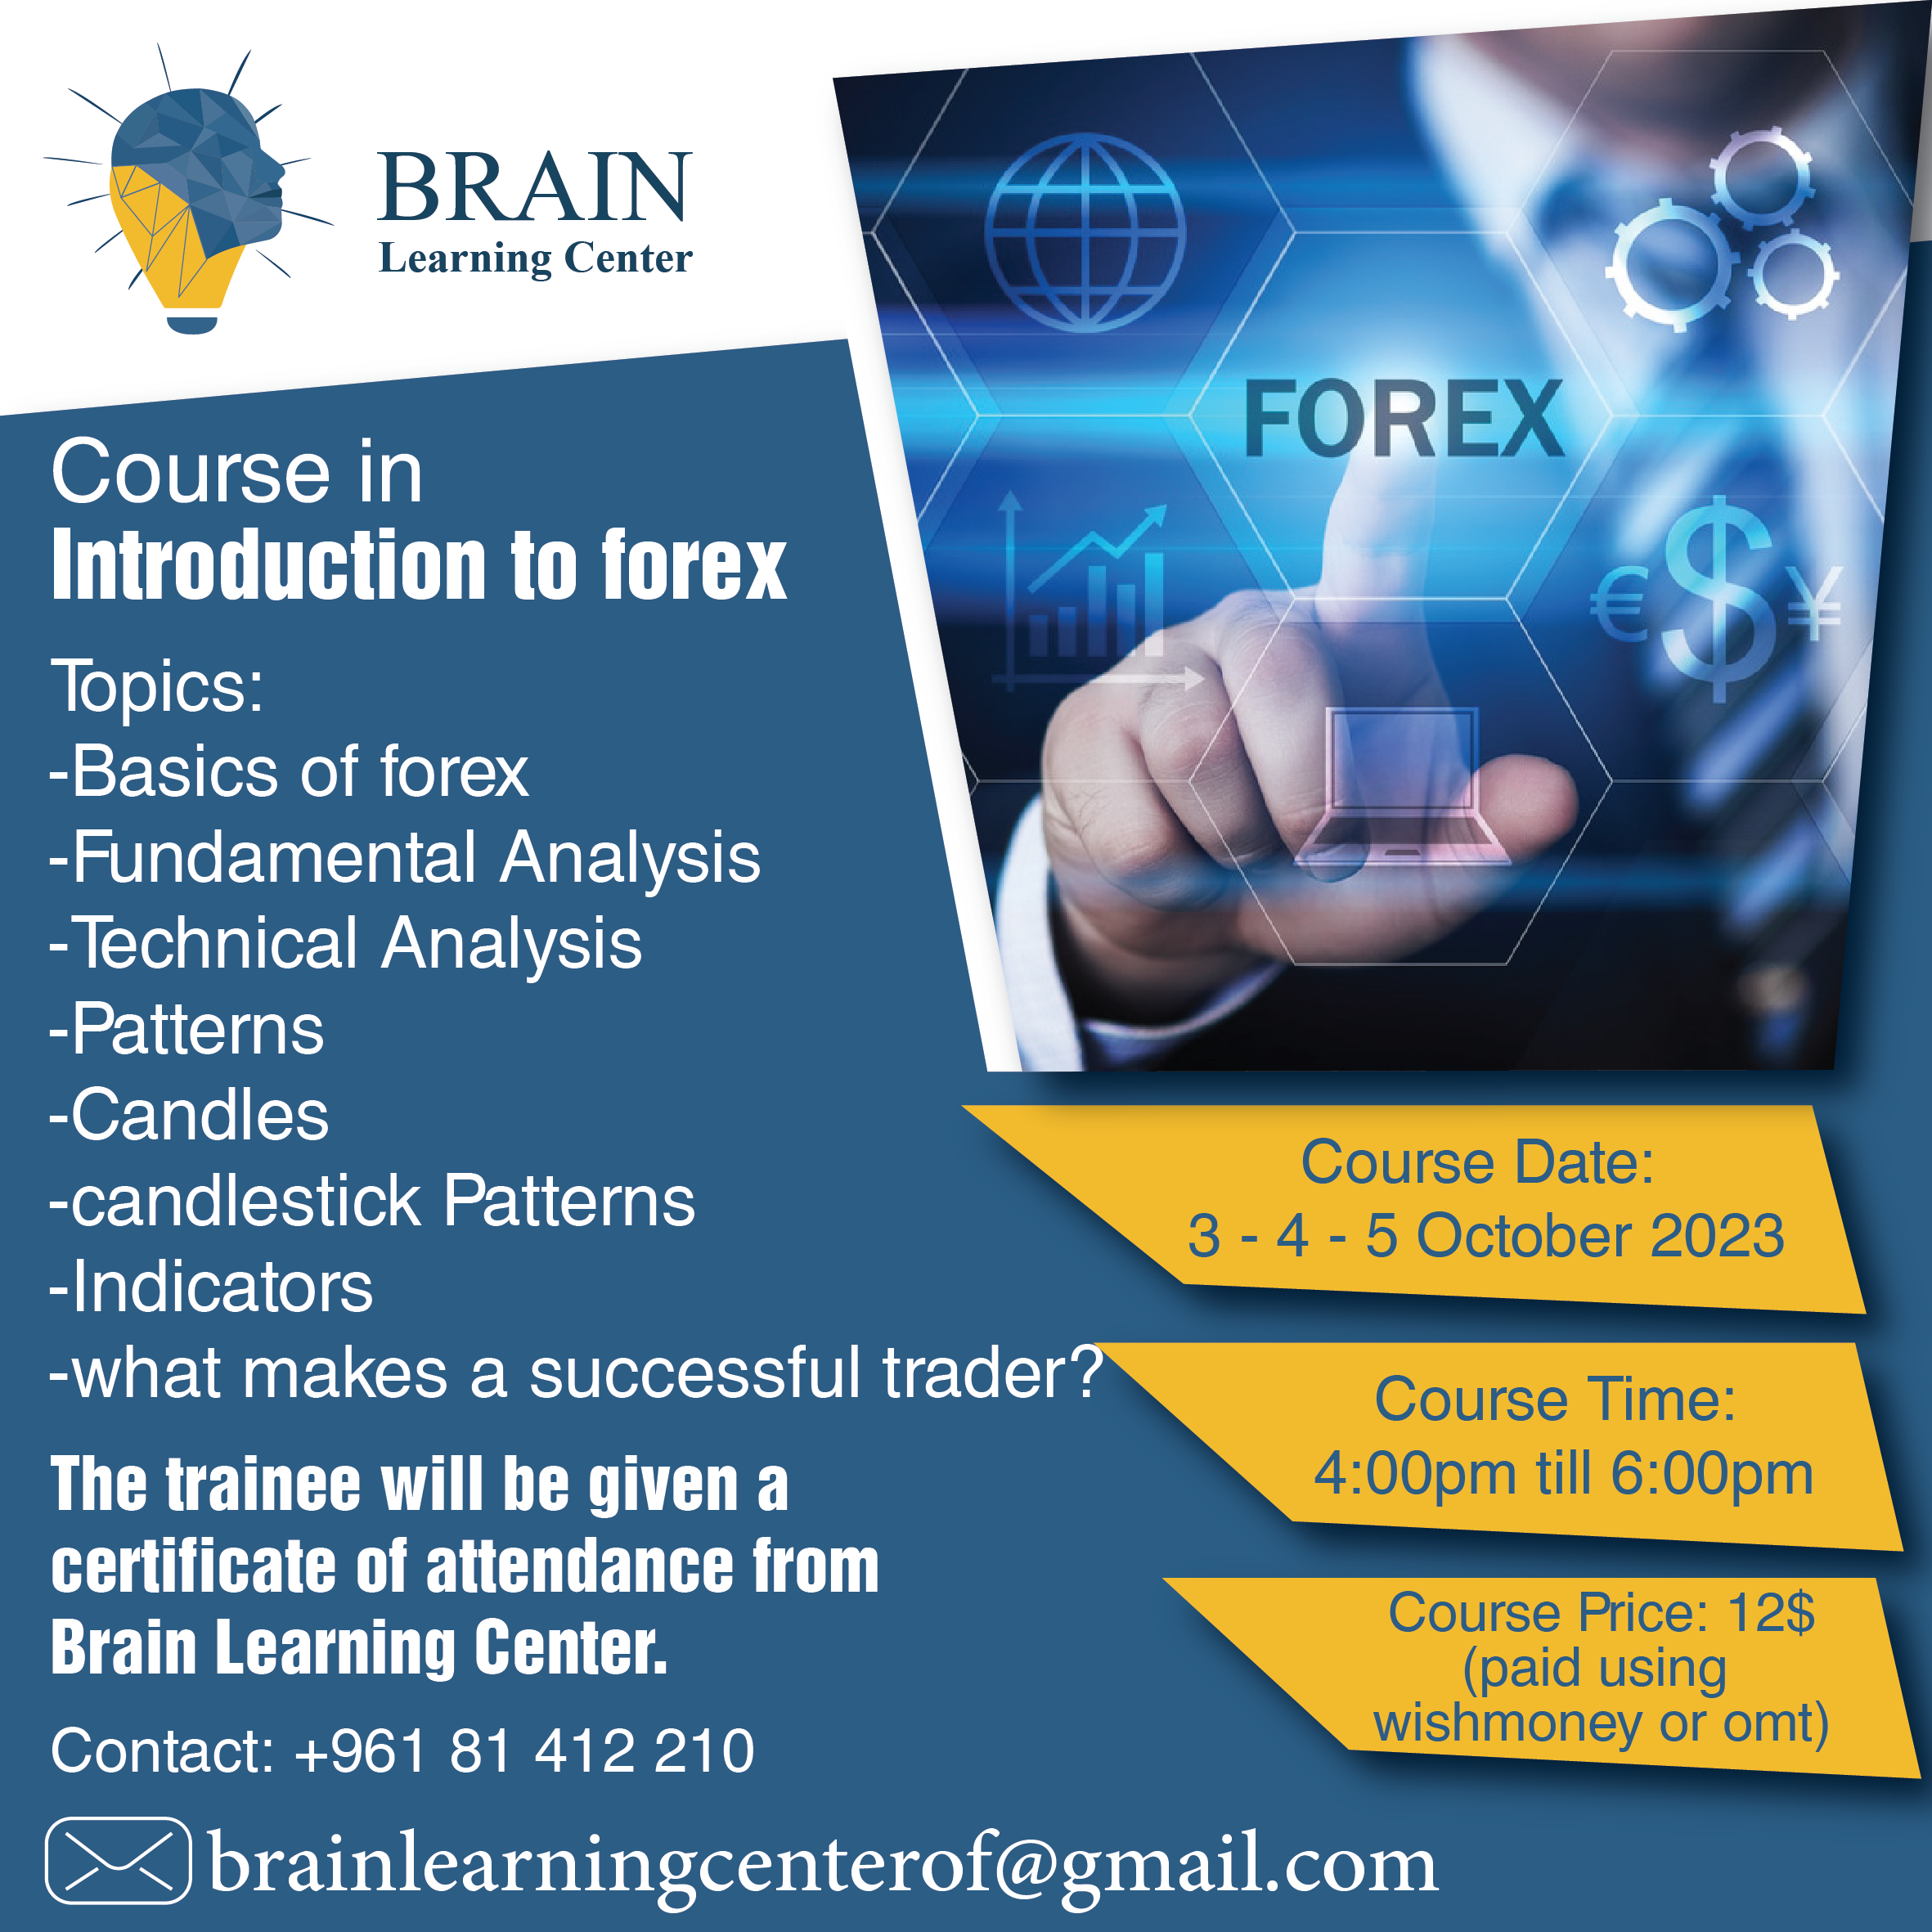 BRAIN
Learning Center
FOREX
€ $ ¥
Course in
Introduction to forex
Topics:
-Basics of forex
-Fundamental Analysis
-Technical Analysis
-Patterns
-Candles
-candlestick Patterns
-Indicators
-what makes a successful trader?
The trainee will be given a
certificate of attendance from
Brain Learning Center.
Contact: +961 81 412 210
brainlearningcenterof@gmail.com
Course Date:
3 - 4 - 5 October 2023
Course Time:
4:00pm till 6:00pm
Course Price: 12$
(paid using
wishmoney or omt)